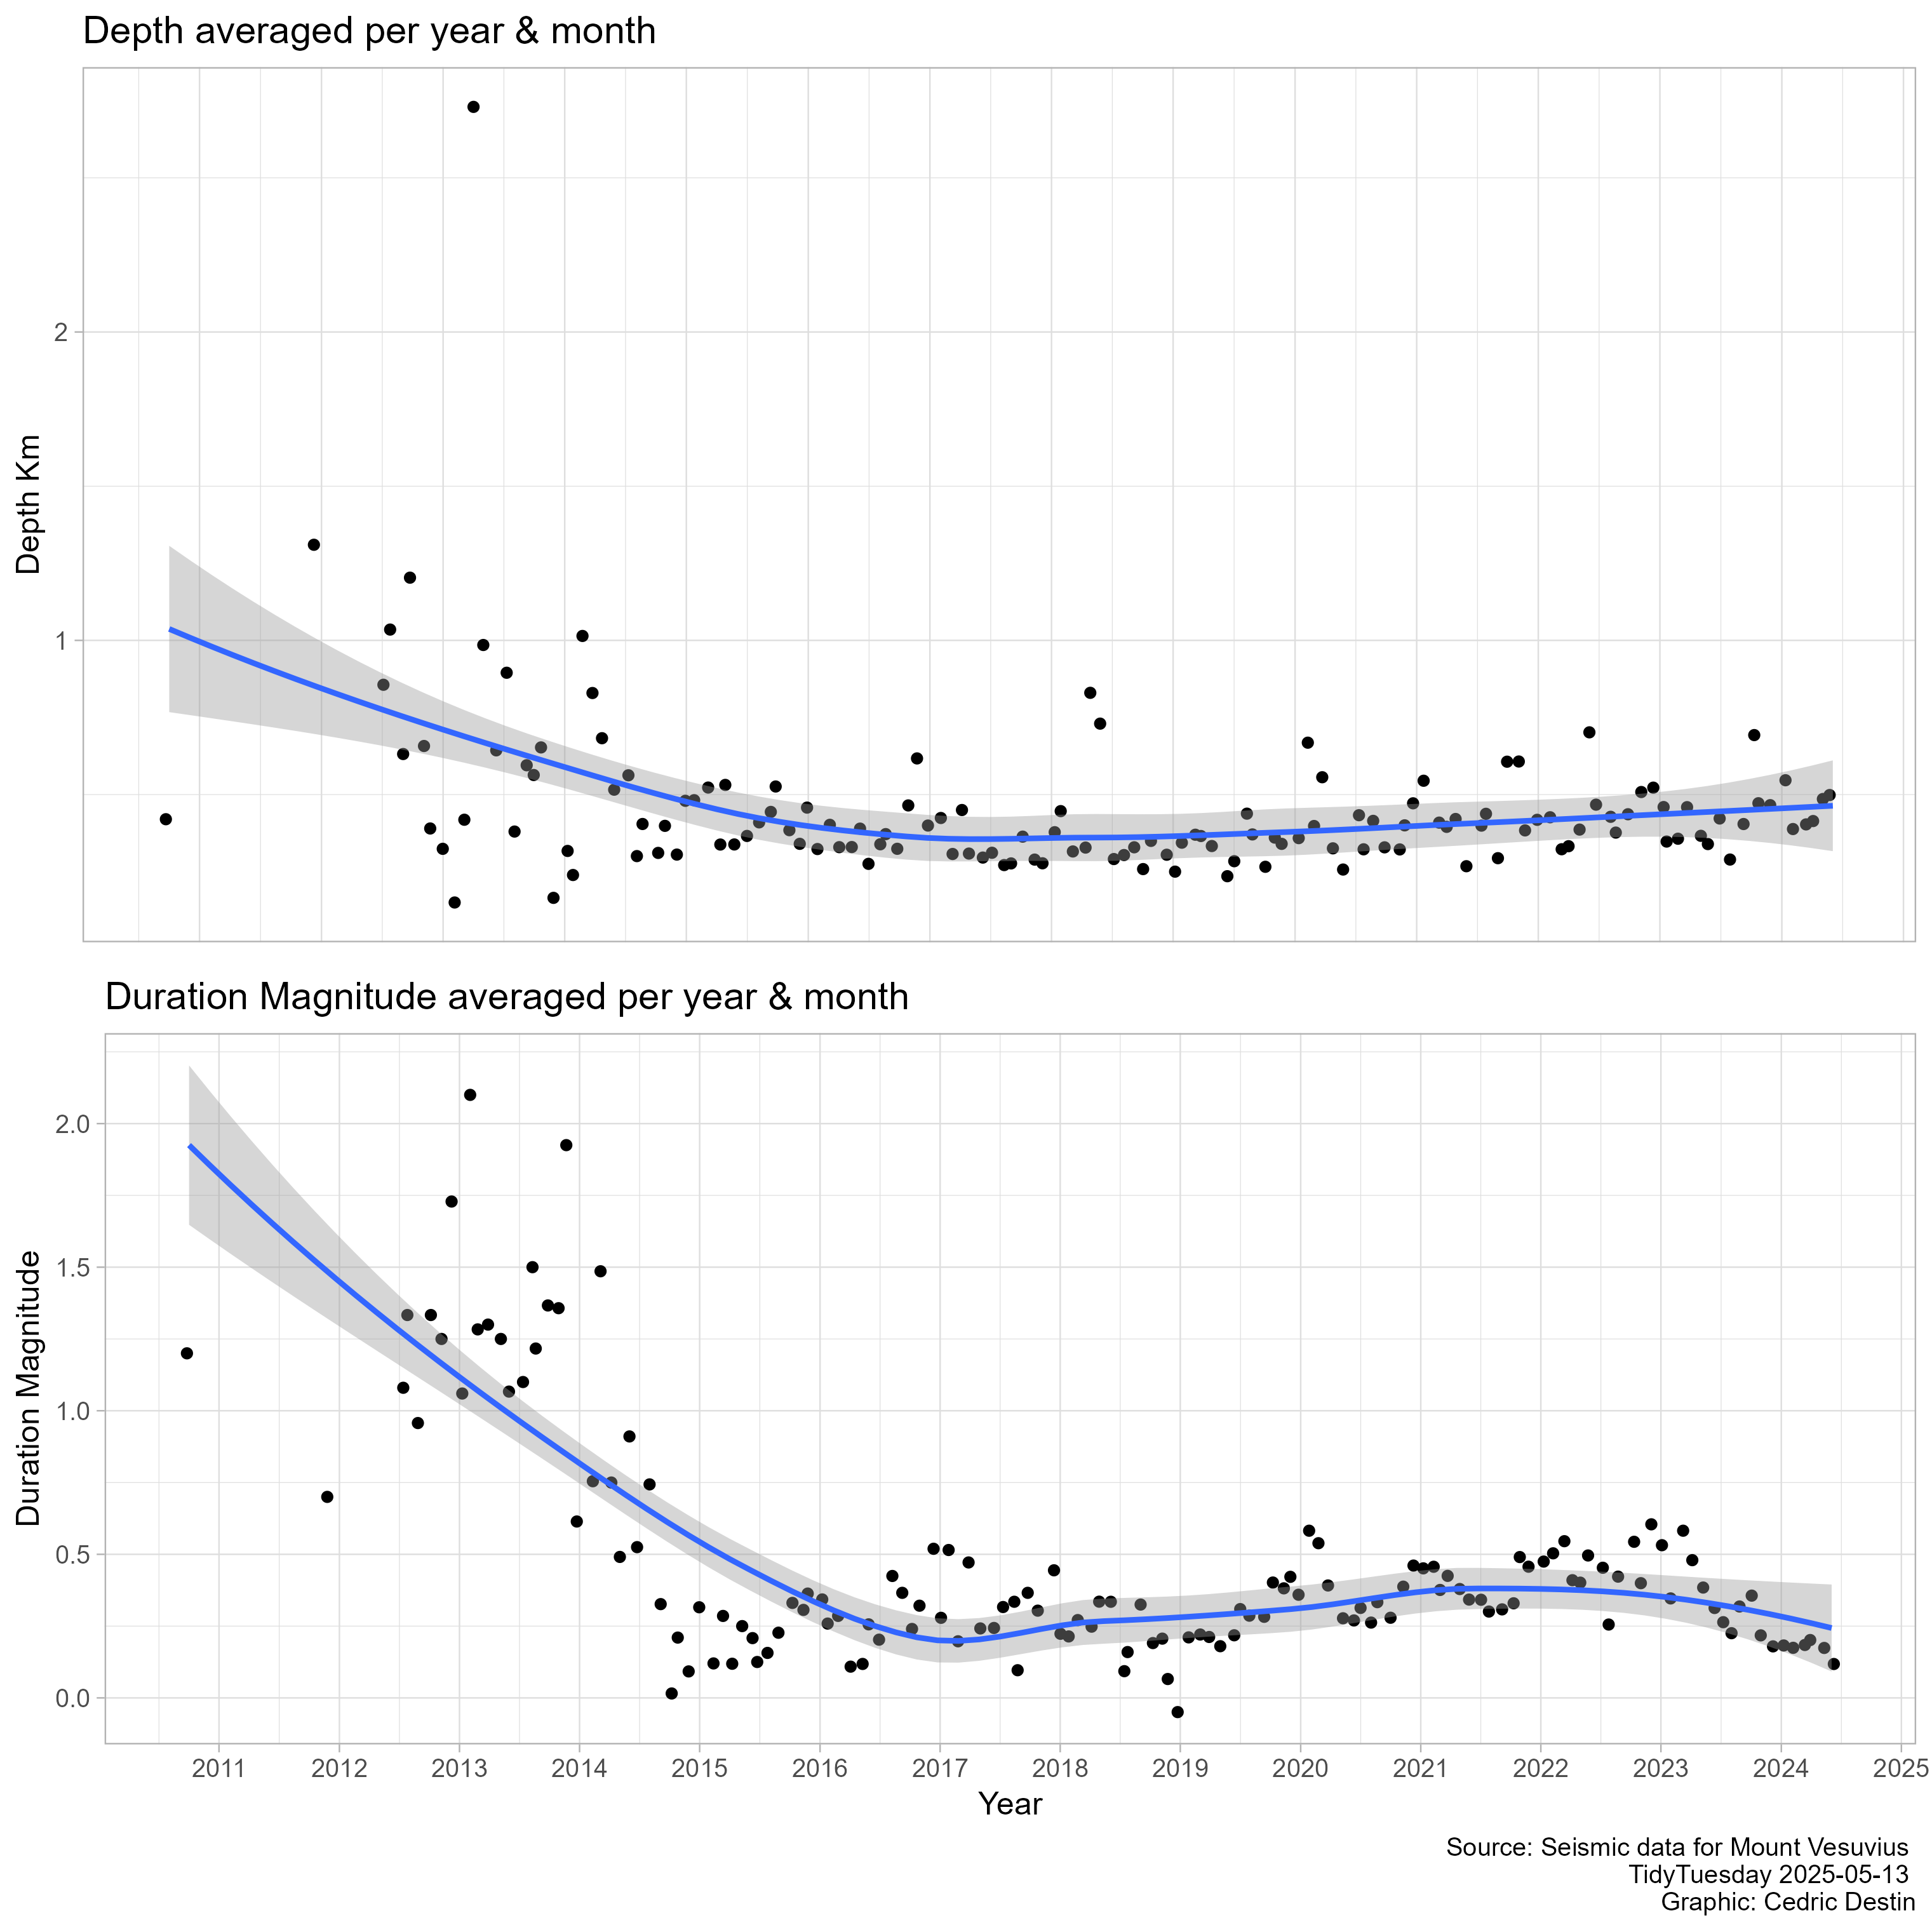 Depth averaged per year & month
Depth Km
2
1
Duration Magnitude averaged per year & month
Duration Magnitude
2.0
1.5
1.0
0.5
0.0
2011 2012 2013 2014 2015 2016 2017 2018 2019 2020 2021 2022 2023 2024 2025
Year
Source: Seismic data for Mount Vesuvius
TidyTuesday 2025-05-13
Graphic: Cedric Destin